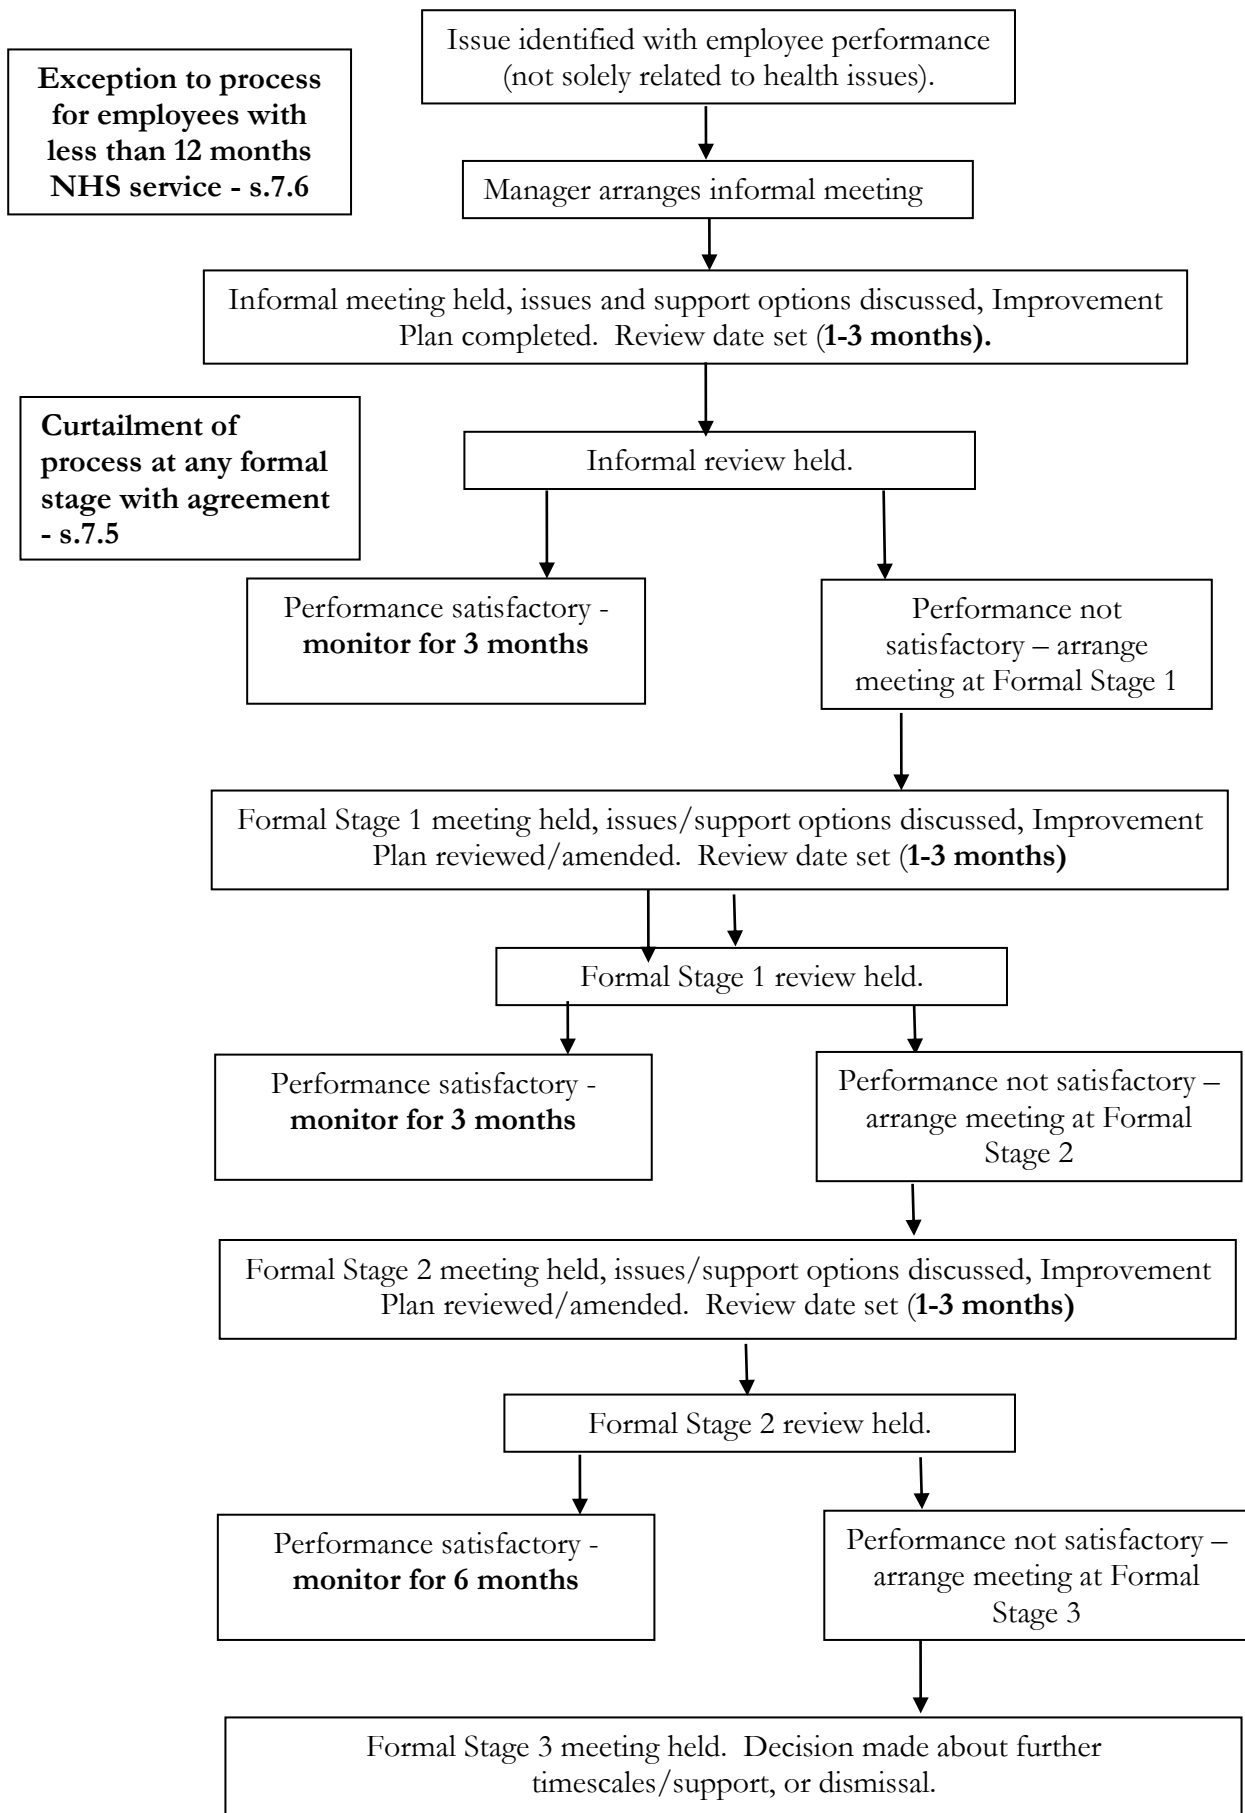 Issue identified with employee performance
(not solely related to health issues).
Exception to process
for employees with
less than 12 months
NHS service - s.7.6
Manager arranges informal meeting
Informal meeting held, issues and support options discussed, Improvement
Plan completed.  Review date set (1-3 months).
Curtailment of
process at any formal
stage with agreement
- s.7.5
Informal review held.
Performance satisfactory -
monitor for 3 months
Performance not
satisfactory – arrange
meeting at Formal Stage 1
Formal Stage 1 meeting held, issues/support options discussed, Improvement
Plan reviewed/amended.  Review date set (1-3 months)
Formal Stage 1 review held.
Performance satisfactory -
monitor for 3 months
Performance not satisfactory –
arrange meeting at Formal
Stage 2
Formal Stage 2 meeting held, issues/support options discussed, Improvement
Plan reviewed/amended.  Review date set (1-3 months)
Formal Stage 2 review held.
Performance satisfactory -
monitor for 6 months
Performance not satisfactory –
arrange meeting at Formal
Stage 3
Formal Stage 3 meeting held.  Decision made about further
timescales/support, or dismissal.